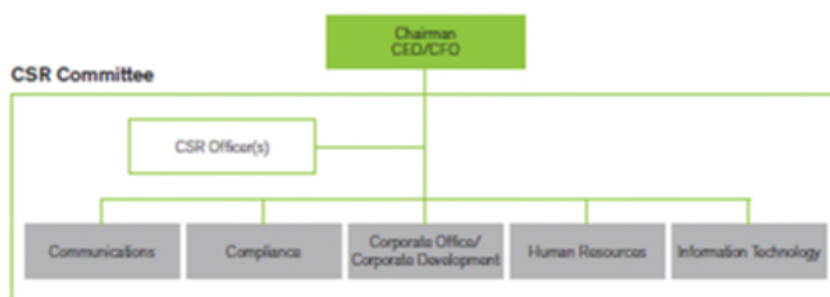 Chairman
CEO/CFO
CSR Committee
CSR Officer(s)
Communications
Compliance
Corporate Office/
Corporate Development
Human Resources
Information Technology